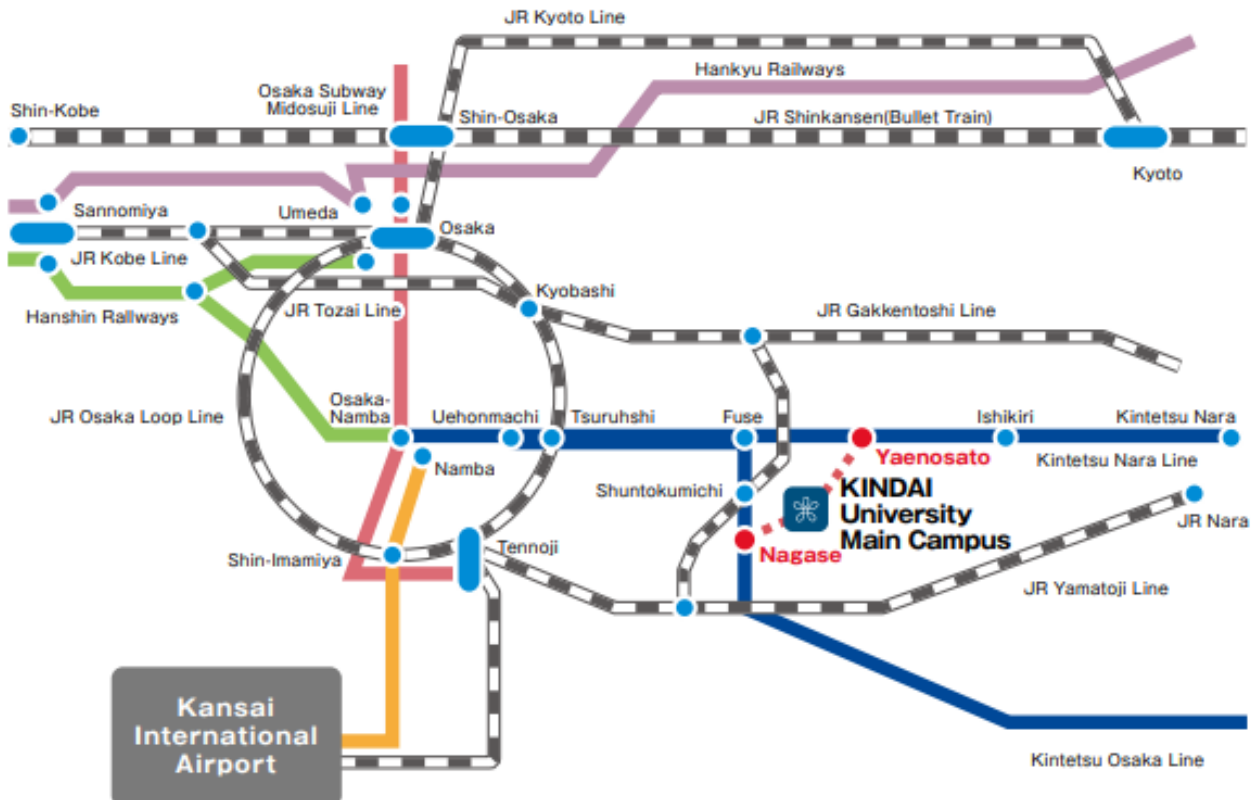 JR Kyoto Line
Hankyu Railways
Osaka Subway
Midosuji Line
Shin-Kobe
Shin-Osaka
JR Shinkansen(Bullet Train)
Kyoto
Sannomiya
Umeda
Osaka
JR Kobe Line
Kyobashi
Hanshin Rallways
JR Tozai Line
JR Gakkentoshi Line
JR Osaka Loop Line
Osaka-
Namba
Uehonmachi
Tsuruhshi
Fuse
Ishikiri
Kintetsu Nara
Yaenosato
Kintetsu Nara Line
Namba
Shuntokumichi
KINDAI
University
Main Campus
JR Nara
Nagase
Shin-Imamiya
Tennoji
JR Yamatoji Line
Kansai
International
Airport
Kintetsu Osaka Line